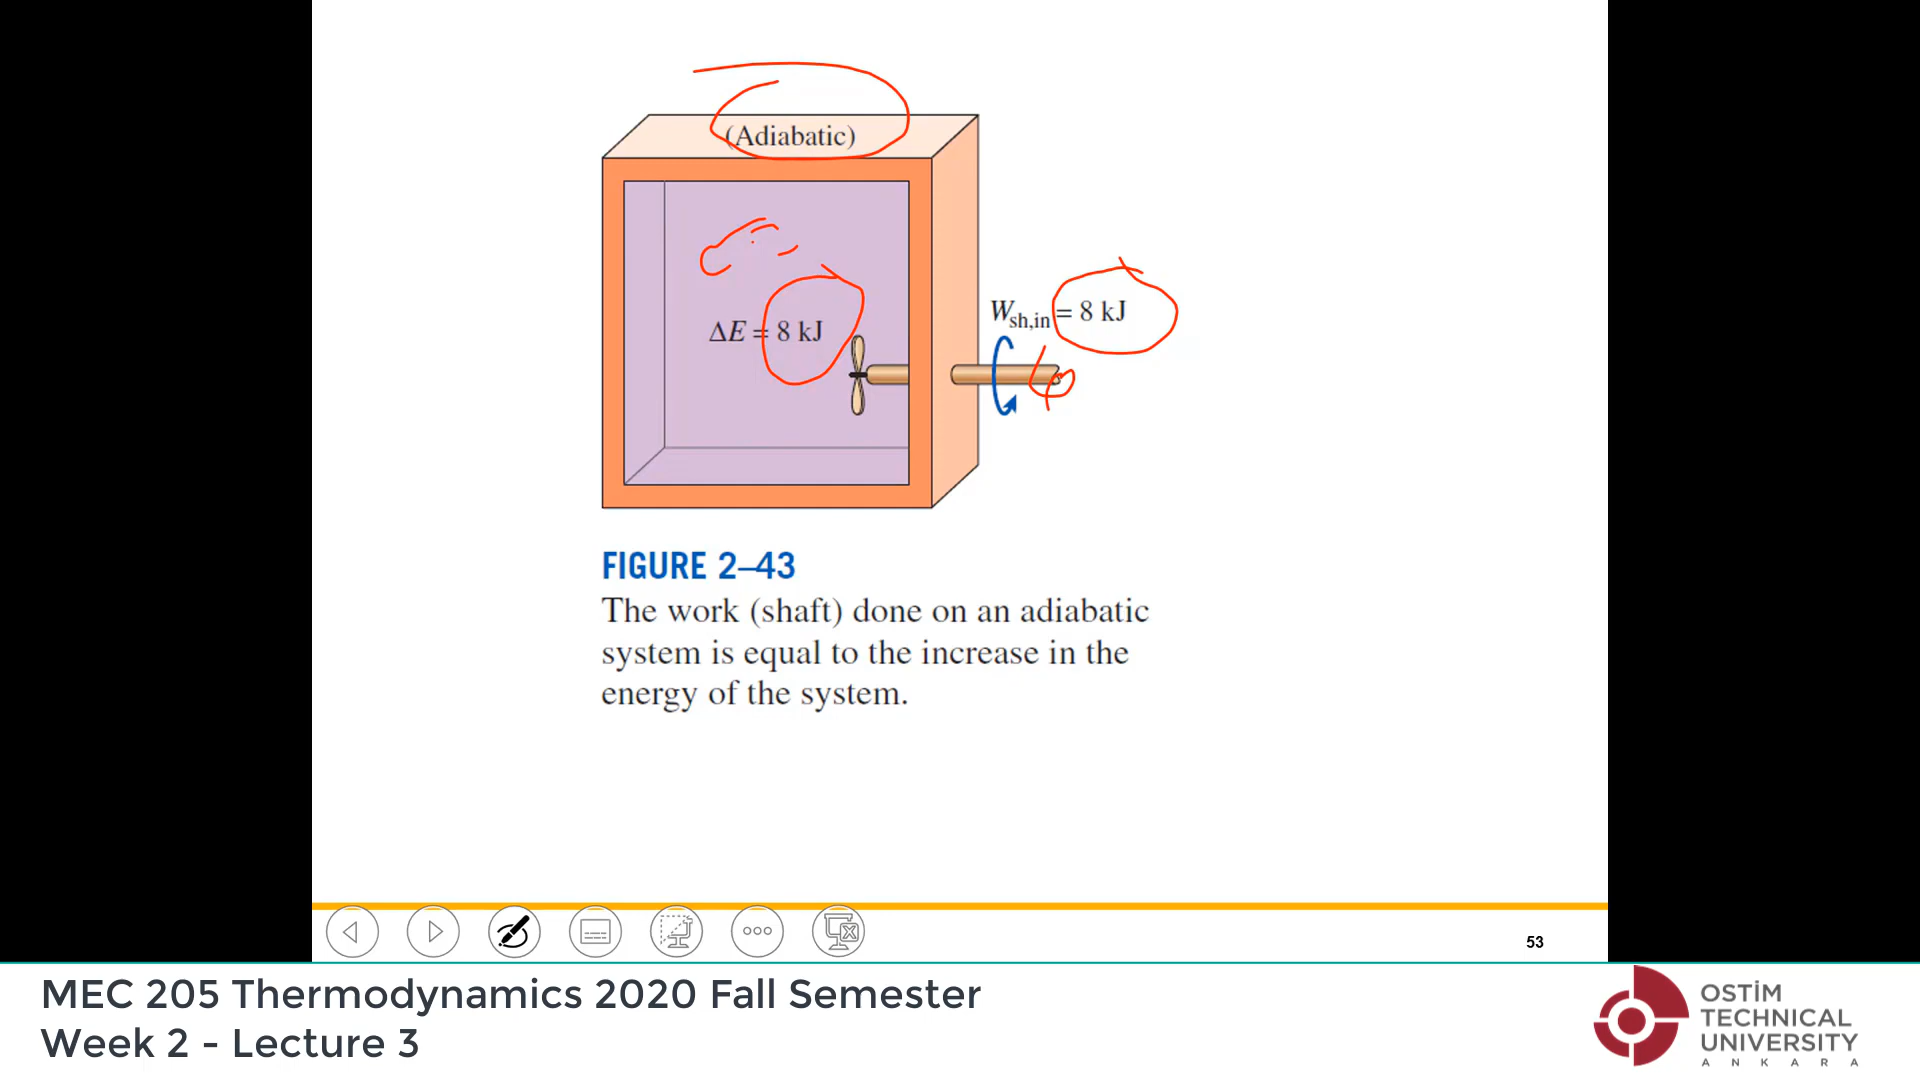 (Adiabatic)
ΔE = 8 kJ
Wsh,in = 8 kJ
FIGURE 2–43
The work (shaft) done on an adiabatic
system is equal to the increase in the
energy of the system.
53
MEC 205 Thermodynamics 2020 Fall Semester
Week 2 - Lecture 3
OSTİM
TECHNICAL
UNIVERSITY
ANKARA